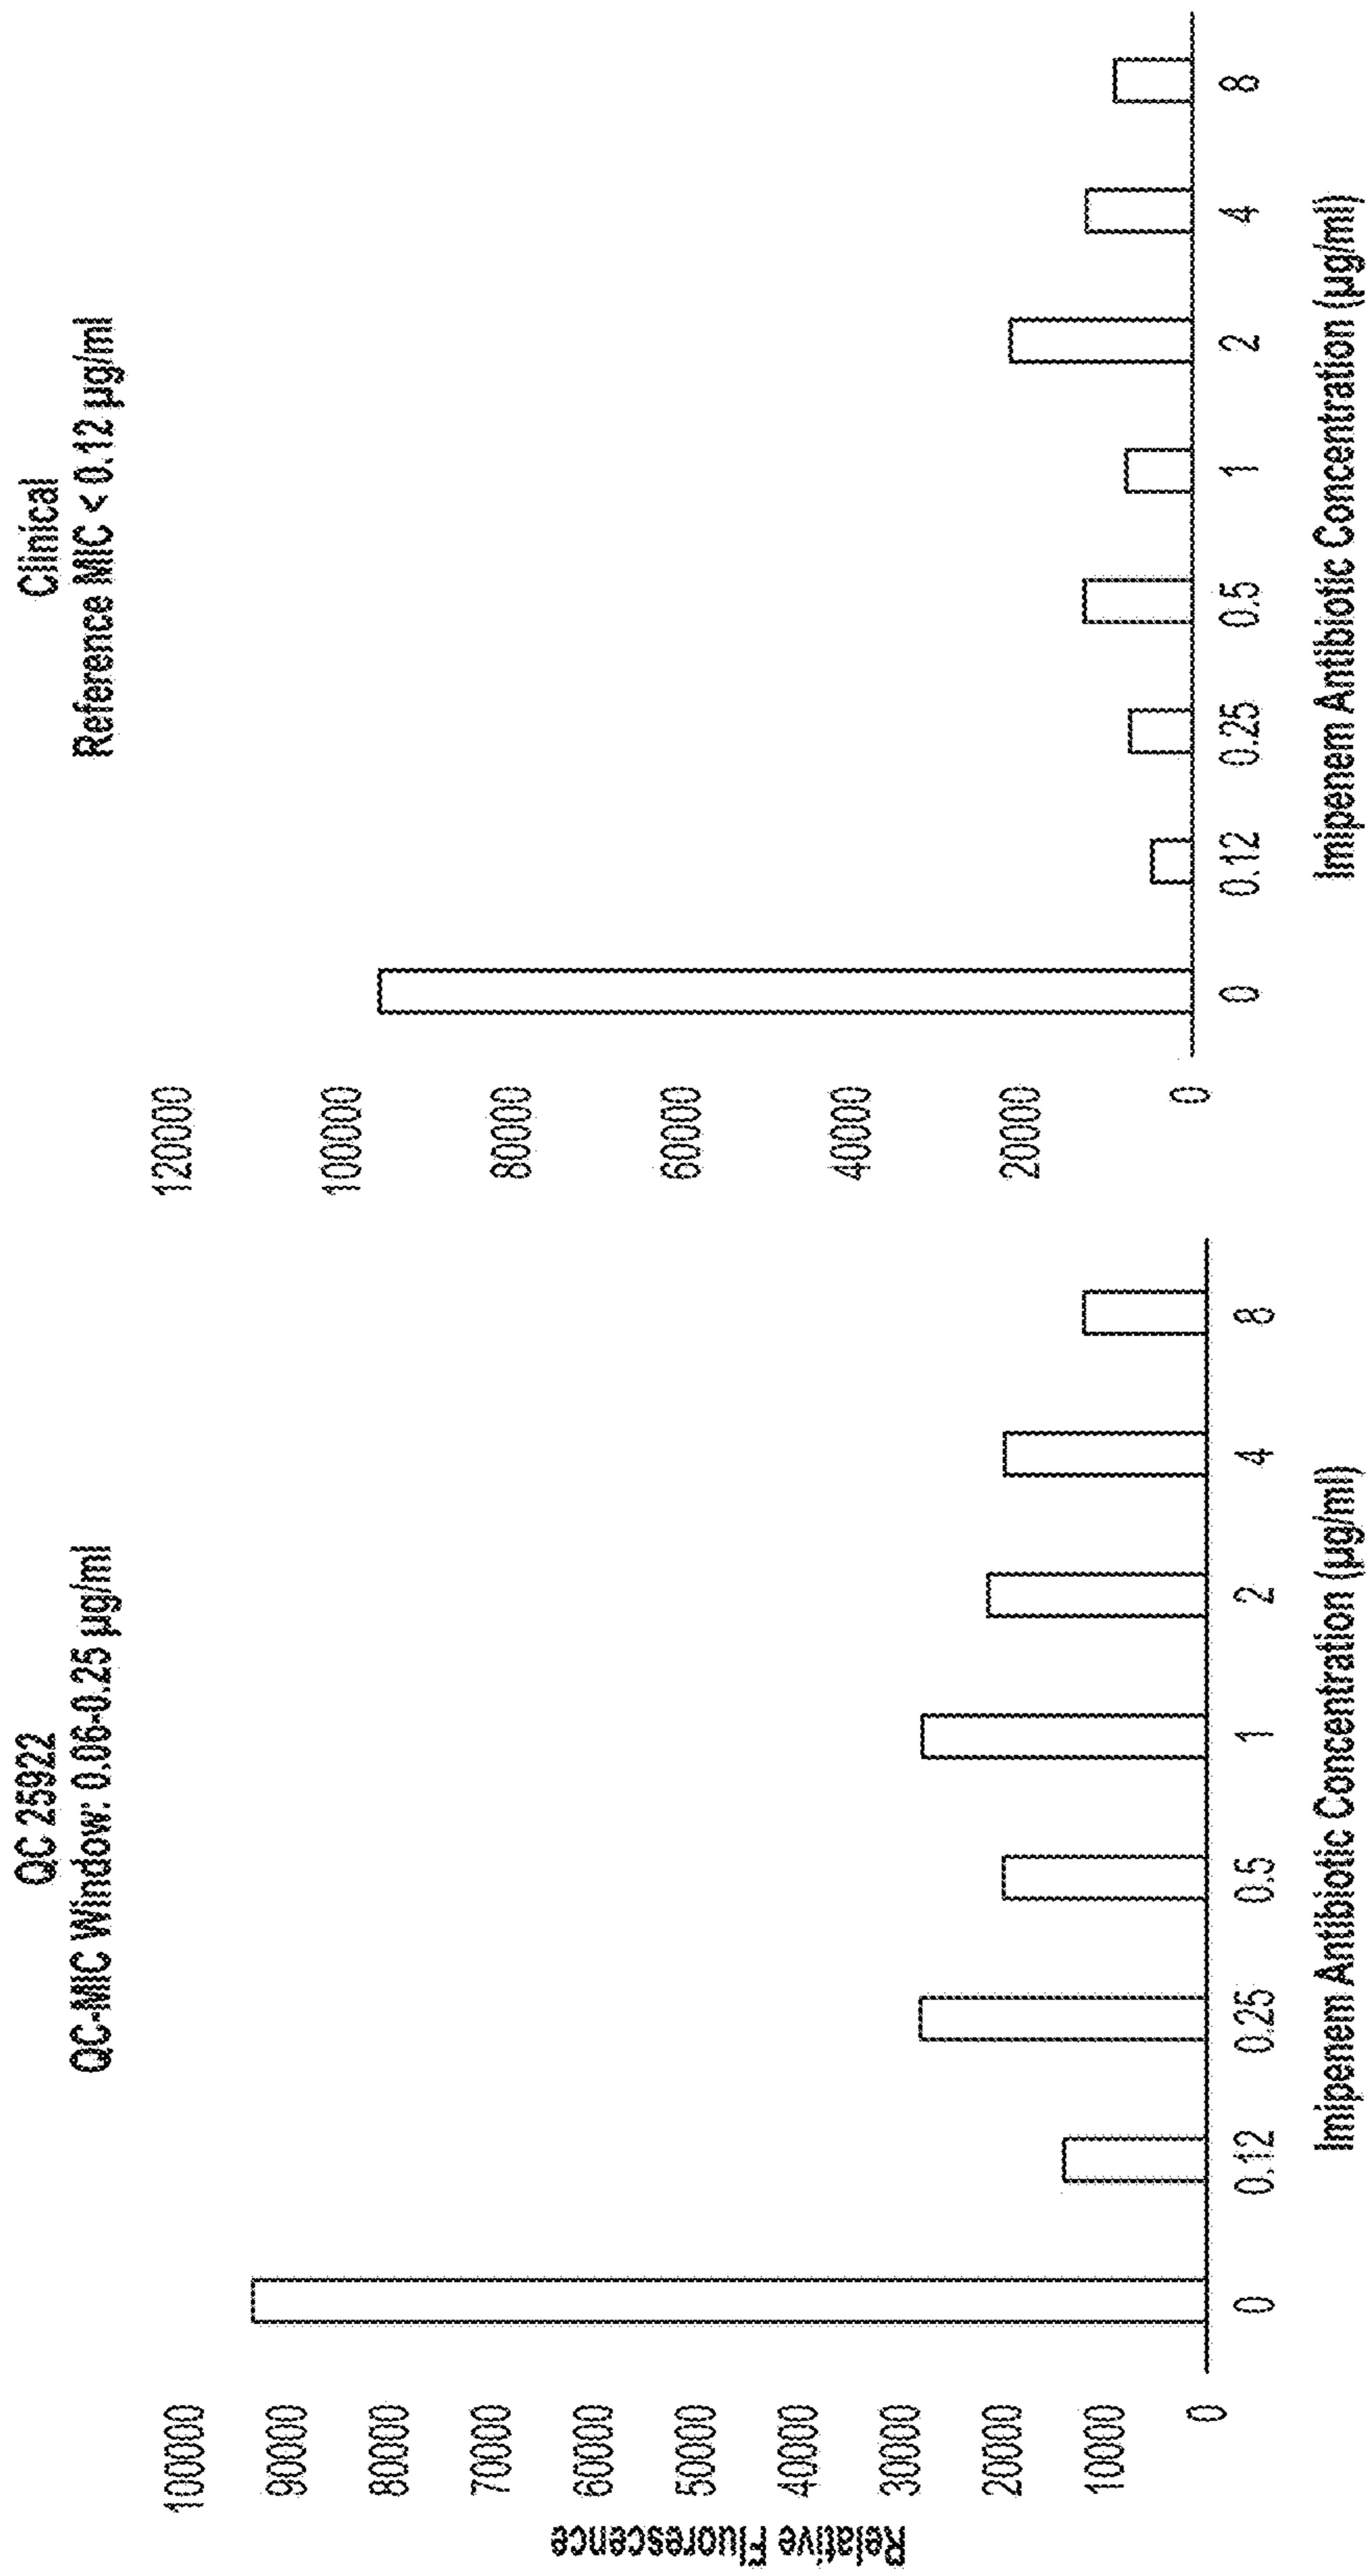 QC 25922
QC-MIC Window: 0.06-0.25 µg/ml
Relative Fluorescence
100000
90000
80000
70000
60000
50000
40000
30000
20000
10000
0
0 0.12 0.25 0.5 1 2 4 8
Imipenem Antibiotic Concentration (µg/ml)
Clinical
Reference MIC < 0.12 µg/ml
120000
100000
80000
60000
40000
20000
0
0 0.12 0.25 0.5 1 2 4 8
Imipenem Antibiotic Concentration (µg/ml)